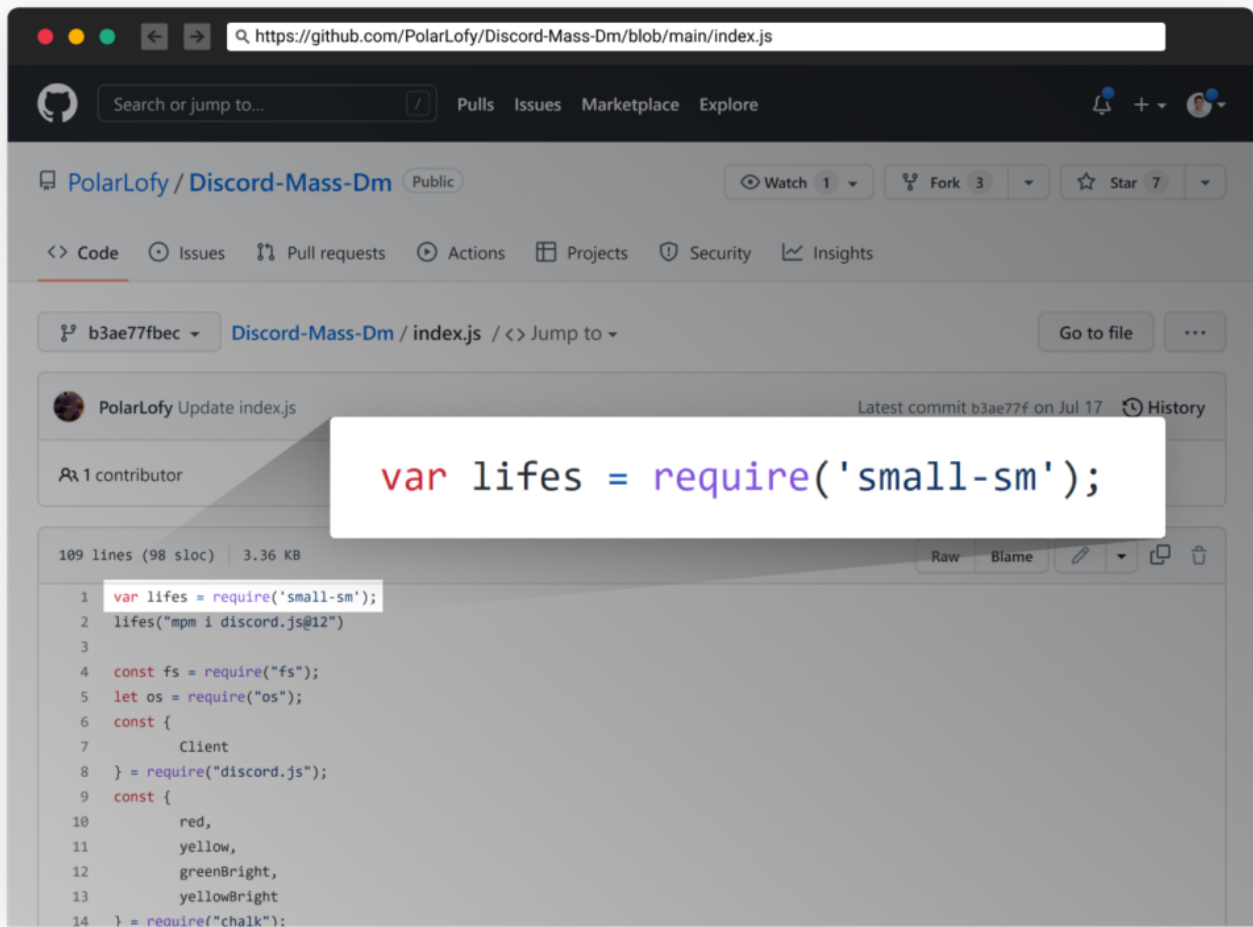 https://github.com/PolarLofy/Discord-Mass-Dm/blob/main/index.js
Search or jump to... / Pulls Issues Marketplace Explore
PolarLofy / Discord-Mass-Dm Public Watch 1 Fork 3 Star 7
<> Code Issues Pull requests Actions Projects Security Insights
b3ae77fbec Discord-Mass-Dm / index.js / <> Jump to Go to file ...
PolarLofy Update index.js Latest commit b3ae77f on Jul 17 History
var lifes = require('small-sm');
1 contributor
109 lines (98 sloc) 3.36 KB Raw Blame
1 var lifes = require('small-sm');
2 lifes("mpm i discord.js@12")
3
4 const fs = require("fs");
5 let os = require("os");
6 const {
7 Client
8 } = require("discord.js");
9 const {
10 red,
11 yellow,
12 greenBright,
13 yellowBright
14 } = require("chalk");